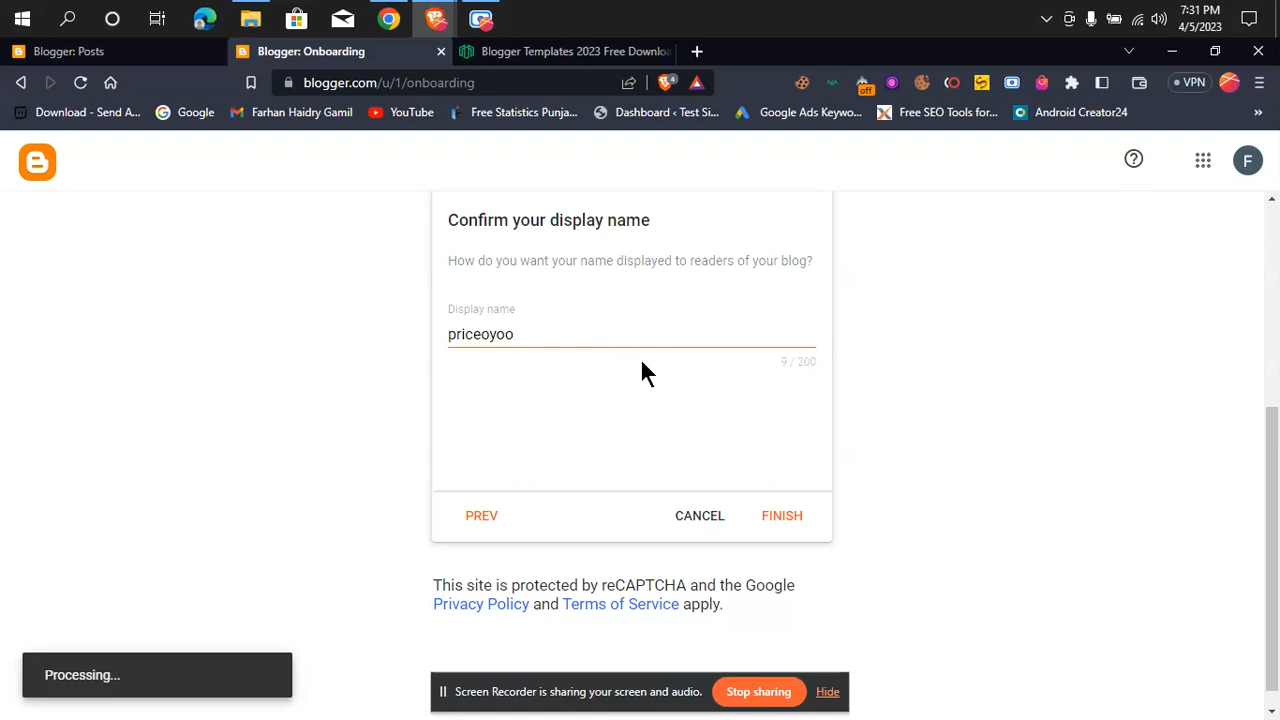 7:31 PM
4/5/2023
Blogger: Posts
Blogger: Onboarding
Blogger Templates 2023 Free Downloa
blogger.com/u/1/onboarding
4
off
VPN
Download - Send A...
Google
Farhan Haidry Gamil
YouTube
Free Statistics Punja...
Dashboard ‹ Test Si...
Google Ads Keywo...
Free SEO Tools for...
Android Creator24
»
F
Confirm your display name
How do you want your name displayed to readers of your blog?
Display name
priceoyoo
9 / 200
PREV
CANCEL
FINISH
This site is protected by reCAPTCHA and the Google
Privacy Policy and Terms of Service apply.
Processing...
Screen Recorder is sharing your screen and audio.
Stop sharing
Hide